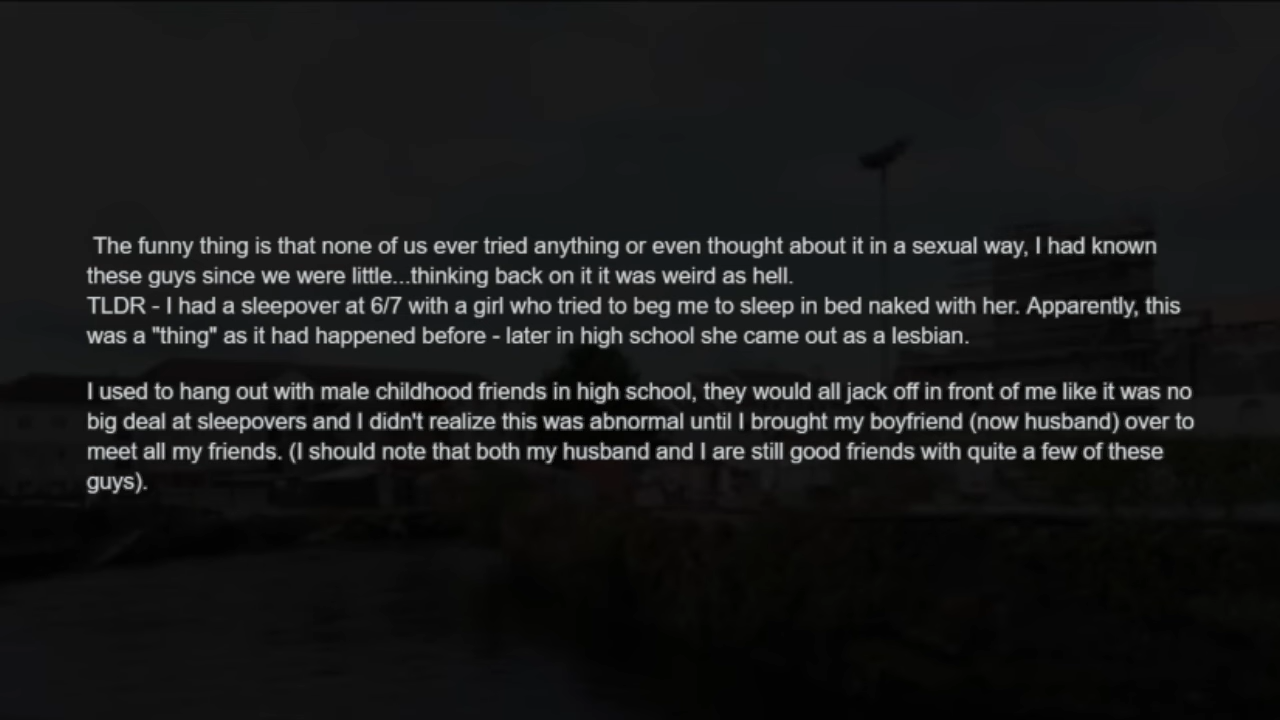 The funny thing is that none of us ever tried anything or even thought about it in a sexual way, I had known
these guys since we were little...thinking back on it it was weird as hell.
TLDR - I had a sleepover at 6/7 with a girl who tried to beg me to sleep in bed naked with her. Apparently, this
was a "thing" as it had happened before - later in high school she came out as a lesbian.
I used to hang out with male childhood friends in high school, they would all jack off in front of me like it was no
big deal at sleepovers and I didn't realize this was abnormal until I brought my boyfriend (now husband) over to
meet all my friends. (I should note that both my husband and I are still good friends with quite a few of these
guys).